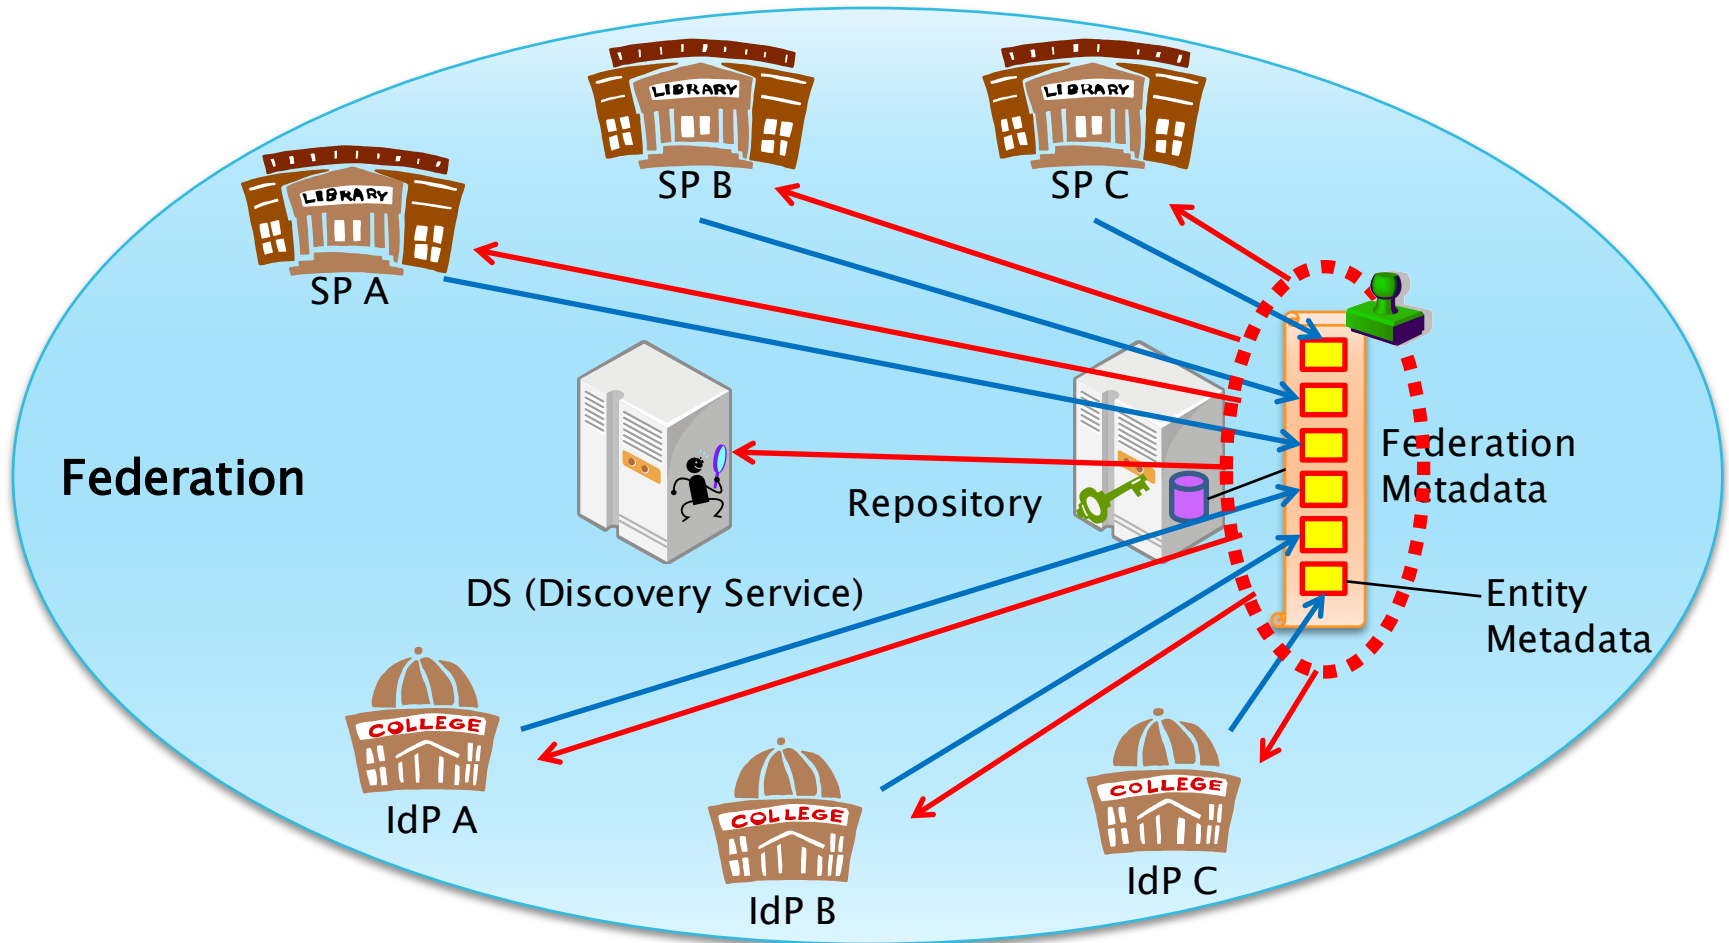 LIBRARY
SP B
LIBRARY
SP C
LIBRARY
SP A
Federation
Metadata
Federation
Repository
DS (Discovery Service)
Entity
Metadata
COLLEGE
IdP A
COLLEGE
IdP B
COLLEGE
IdP C